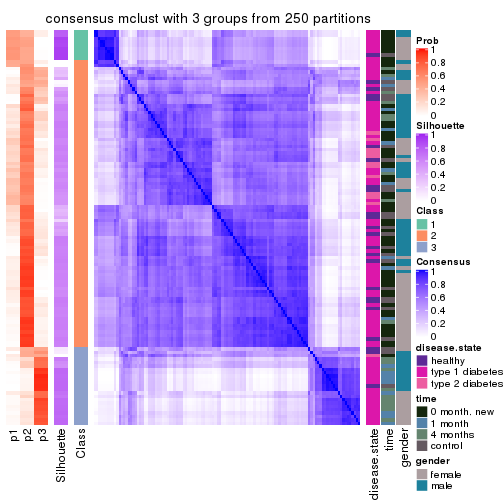 consensus mclust with 3 groups from 250 partitions
Prob
1
0.8
0.6
0.4
0.2
0
Silhouette
1
0.8
0.6
0.4
0.2
0
Class
1
2
3
Consensus
1
0.8
0.6
0.4
0.2
0
disease.state
healthy
type 1 diabetes
type 2 diabetes
time
0 month, new
1 month
4 months
control
gender
female
male
p1
p2
p3
Silhouette
Class
disease.state
time
gender